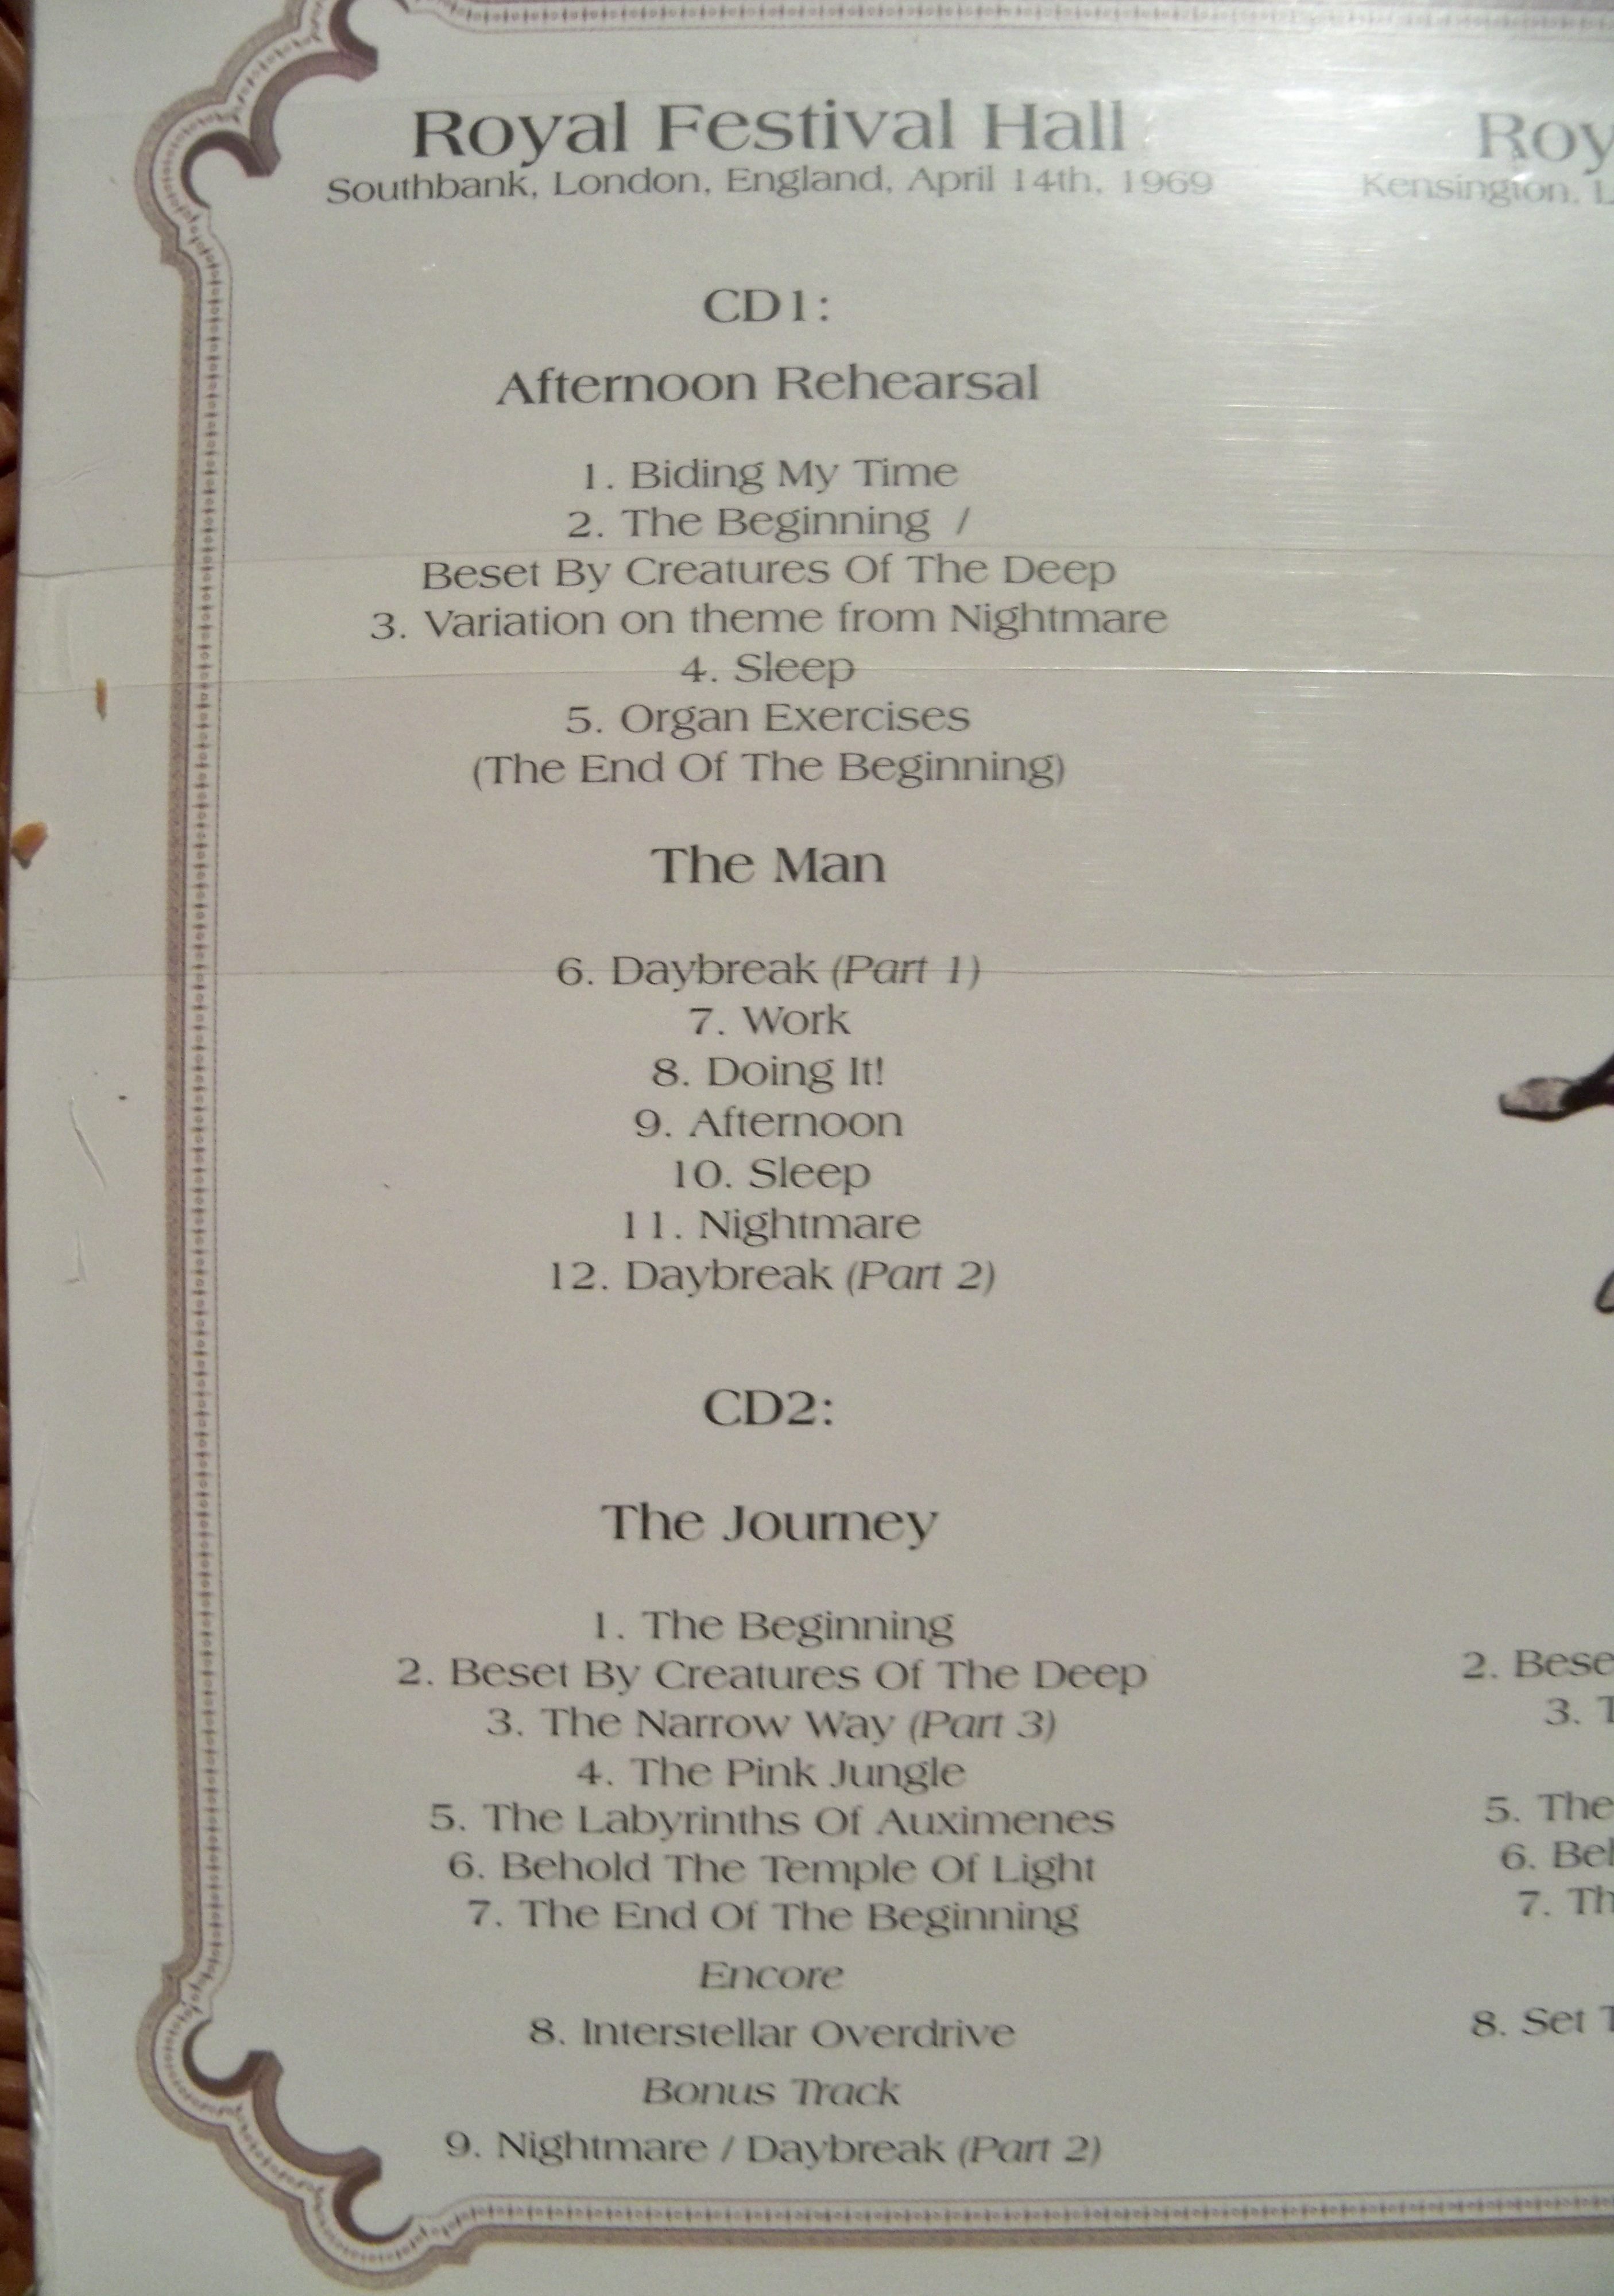 Royal Festival Hall
Southbank, London, England, April 14th, 1969
CD1:
Afternoon Rehearsal
1. Biding My Time
2. The Beginning /
Beset By Creatures Of The Deep
3. Variation on theme from Nightmare
4. Sleep
5. Organ Exercises
(The End Of The Beginning)
The Man
6. Daybreak (Part 1)
7. Work
8. Doing It!
9. Afternoon
10. Sleep
11. Nightmare
12. Daybreak (Part 2)
CD2:
The Journey
1. The Beginning
2. Beset By Creatures Of The Deep
3. The Narrow Way (Part 3)
4. The Pink Jungle
5. The Labyrinths Of Auximenes
6. Behold The Temple Of Light
7. The End Of The Beginning
Encore
8. Interstellar Overdrive
Bonus Track
9. Nightmare / Daybreak (Part 2)
Roy
Kensington, L
2. Bese
3. T
5. The
6. Beh
7. Th
8. Set T